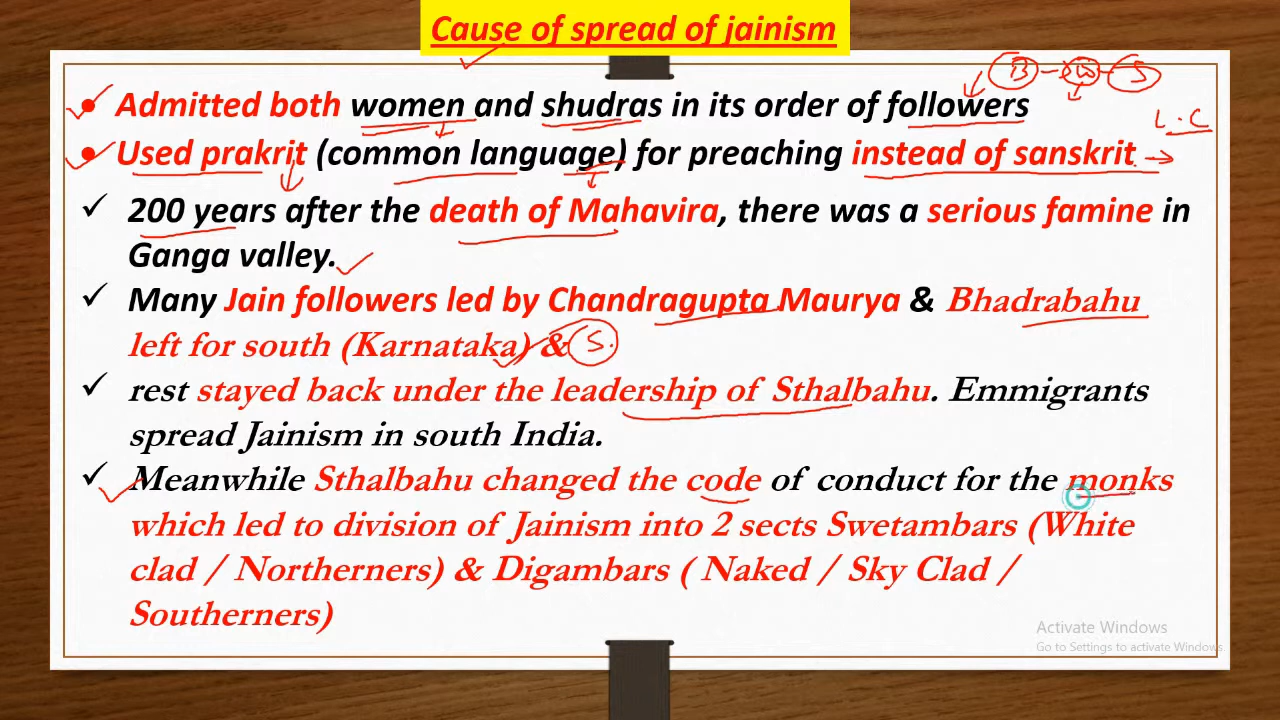 Cause of spread of jainism
B - W - S
• Admitted both women and shudras in its order of followers
L.C
• Used prakrit (common language) for preaching instead of sanskrit
✓ 200 years after the death of Mahavira, there was a serious famine in
Ganga valley.
✓ Many Jain followers led by Chandragupta Maurya & Bhadrabahu
left for south (Karnataka) & S.
✓ rest stayed back under the leadership of Sthalbahu. Emmigrants
spread Jainism in south India.
✓ Meanwhile Sthalbahu changed the code of conduct for the monks
which led to division of Jainism into 2 sects Swetambars (White
clad / Northerners) & Digambars ( Naked / Sky Clad /
Southerners)
Activate Windows
Go to Settings to activate Windows.